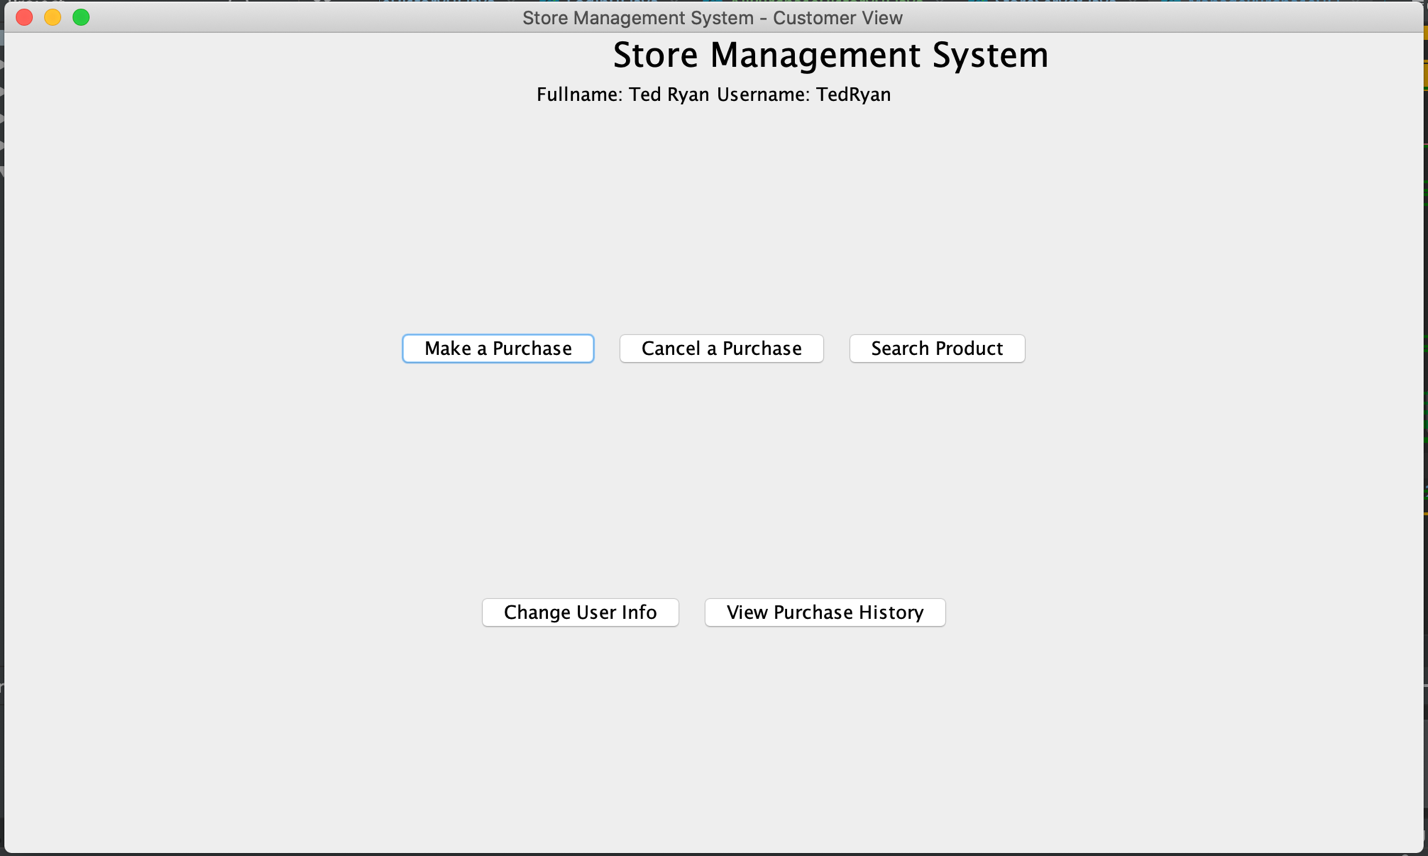 Store Management System - Customer View
Store Management System
Fullname: Ted Ryan Username: TedRyan
Make a Purchase
Cancel a Purchase
Search Product
Change User Info
View Purchase History